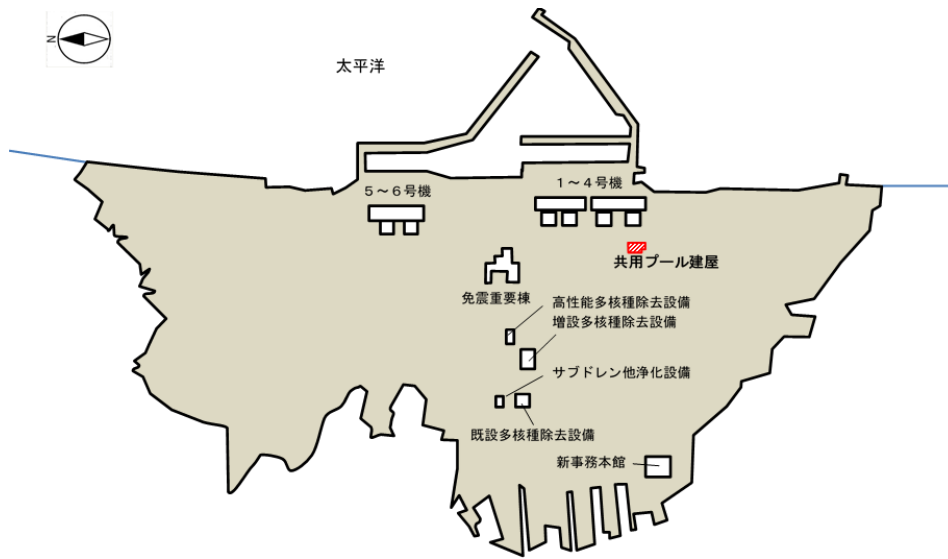 N
太平洋
5～6号機
1～4号機
共用プール建屋
免震重要棟
高性能多核種除去設備
増設多核種除去設備
サブドレン他浄化設備
既設多核種除去設備
新事務本館